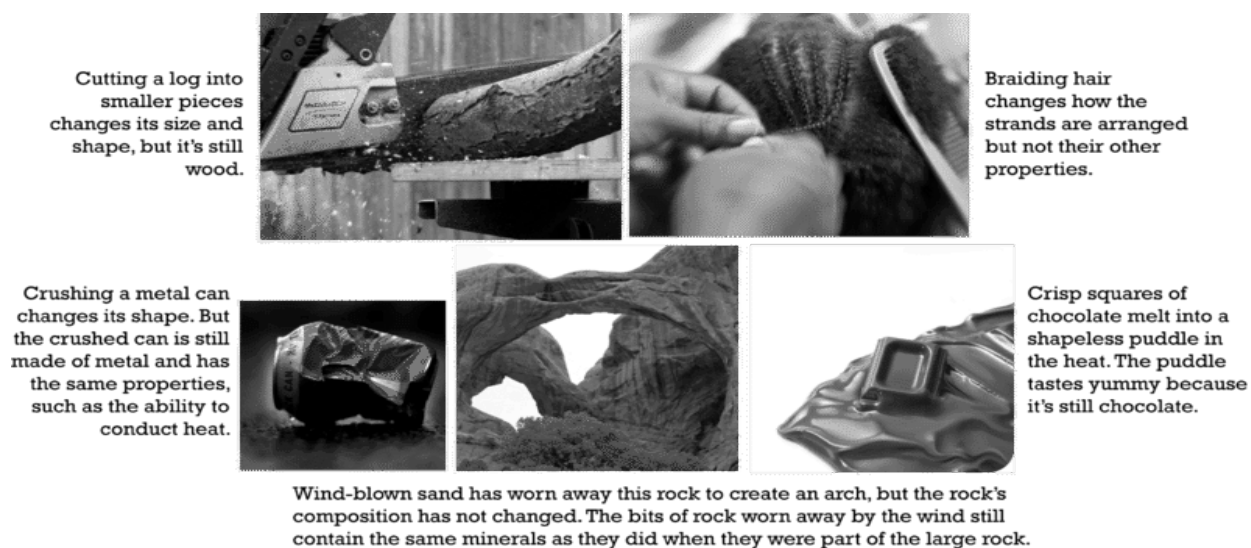 Cutting a log into
smaller pieces
changes its size and
shape, but it's still
wood.
Braiding hair
changes how the
strands are arranged
but not their other
properties.
Crushing a metal can
changes its shape. But
the crushed can is still
made of metal and has
the same properties,
such as the ability to
conduct heat.
Crisp squares of
chocolate melt into a
shapeless puddle in
the heat. The puddle
tastes yummy because
it's still chocolate.
Wind-blown sand has worn away this rock to create an arch, but the rock's
composition has not changed. The bits of rock worn away by the wind still
contain the same minerals as they did when they were part of the large rock.